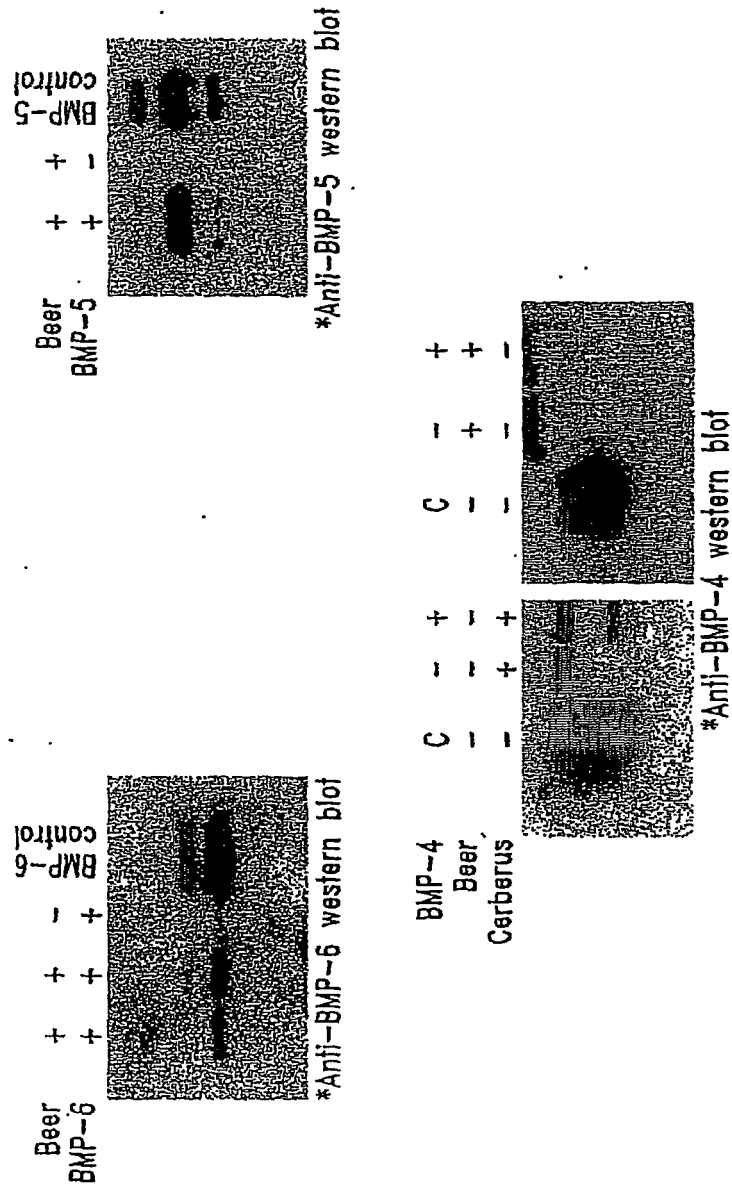 BMP-6
control
Beer + + −
BMP-6 + + +
*Anti-BMP-6 western blot
BMP-5
control
Beer + +
BMP-5 + −
*Anti-BMP-5 western blot
BMP-4 C − + C − +
Beer − − − − + +
Cerberus − + + − − −
*Anti-BMP-4 western blot